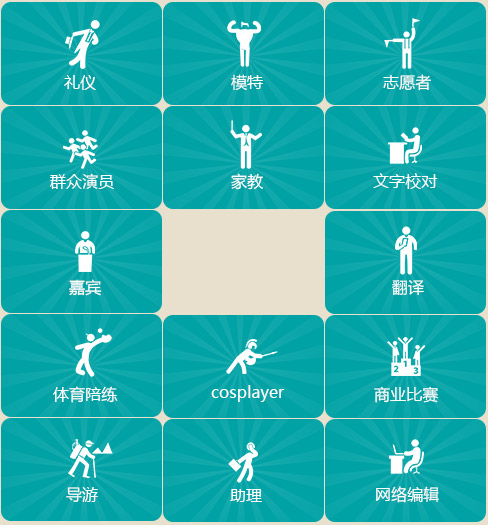 礼仪
模特
志愿者
群众演员
家教
文字校对
嘉宾
翻译
体育陪练
cosplayer
商业比赛
1
2
3
导游
助理
网络编辑